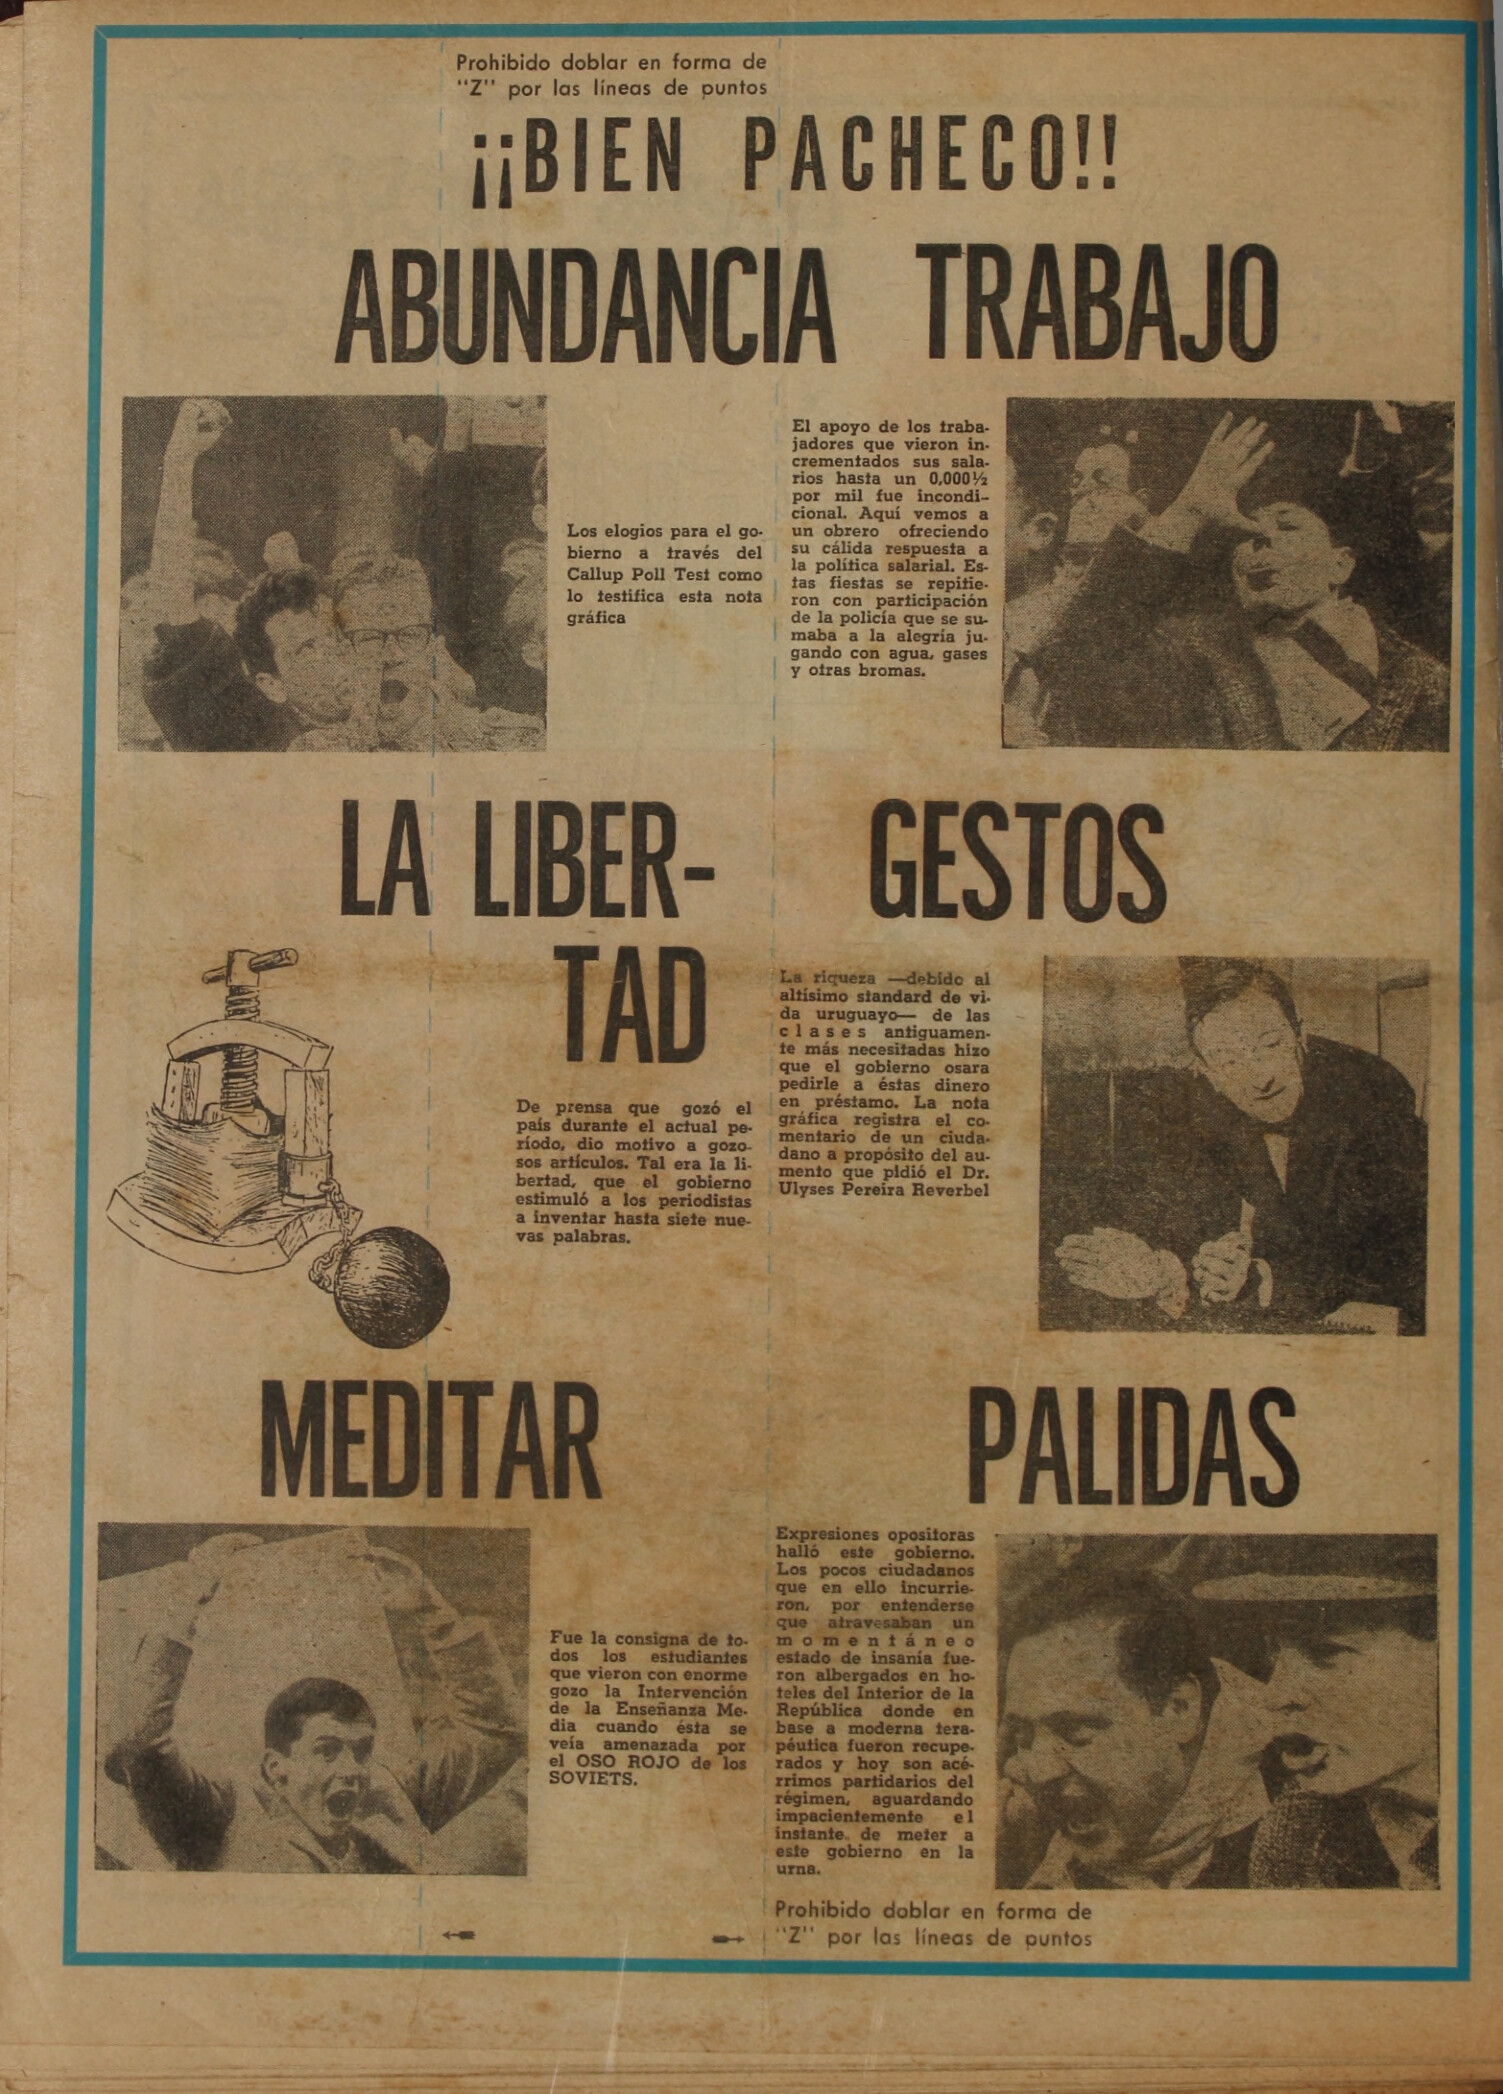 Prohibido doblar en forma de
"Z" por las líneas de puntos
¡¡BIEN PACHECO!!
ABUNDANCIA TRABAJO
Los elogios para el go-
bierno a través del
Callup Poll Test como
lo testifica esta nota
gráfica
El apoyo de los traba-
jadores que vieron in-
crementados sus sala-
rios hasta un 0,000½
por mil fue incondi-
cional. Aquí vemos a
un obrero ofreciendo
su cálida respuesta a
la política salarial. Es-
tas fiestas se repitie-
ron con participación
de la policía que se su-
maba a la alegría ju-
gando con agua, gases
y otras bromas.
LA LIBER-
TAD
De prensa que gozó el
país durante el actual pe-
ríodo, dio motivo a gozo-
sos artículos. Tal era la li-
bertad, que el gobierno
estimuló a los periodistas
a inventar hasta siete nue-
vas palabras.
GESTOS
La riqueza —debido al
altísimo standard de vi-
da uruguayo— de las
clases antiguamen-
te más necesitadas hizo
que el gobierno osara
pedirle a éstas dinero
en préstamo. La nota
gráfica registra el co-
mentario de un ciuda-
dano a propósito del au-
mento que pidió el Dr.
Ulyses Pereira Reverbel
MEDITAR
Fue la consigna de to-
dos los estudiantes
que vieron con enorme
gozo la Intervención
de la Enseñanza Me-
dia cuando ésta se
veía amenazada por
el OSO ROJO de los
SOVIETS.
PALIDAS
Expresiones opositoras
halló este gobierno.
Los pocos ciudadanos
que en ello incurrie-
ron, por entenderse
que atravesaban un
momentáneo
estado de insania fue-
ron albergados en ho-
teles del Interior de la
República donde en
base a moderna tera-
péutica fueron recupe-
rados y hoy son acé-
rrimos partidarios del
régimen, aguardando
impacientemente el
instante de meter a
este gobierno en la
urna.
Prohibido doblar en forma de
"Z" por las líneas de puntos